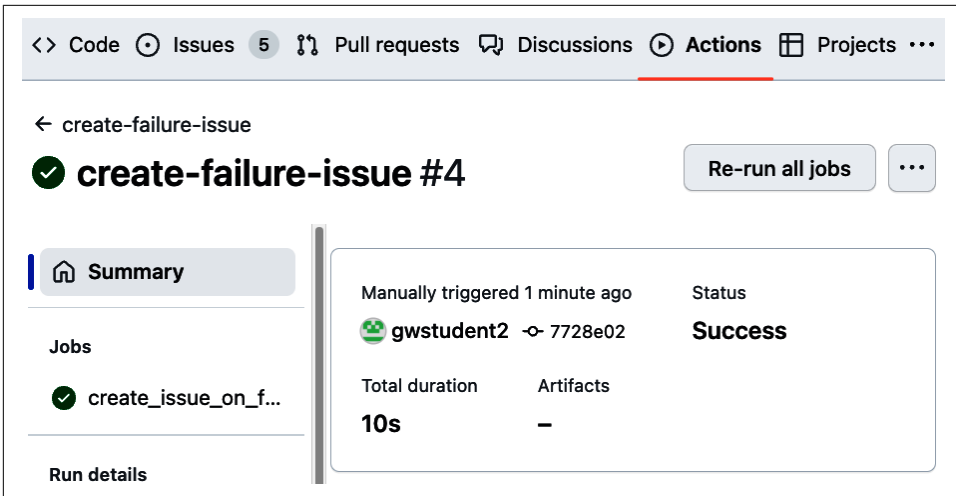 Code Issues 5 Pull requests Discussions Actions Projects ...
← create-failure-issue
create-failure-issue #4
Re-run all jobs ...
Summary
Manually triggered 1 minute ago Status
gwstudent2 7728e02 Success
Jobs
Total duration Artifacts
create_issue_on_f...
10s –
Run details